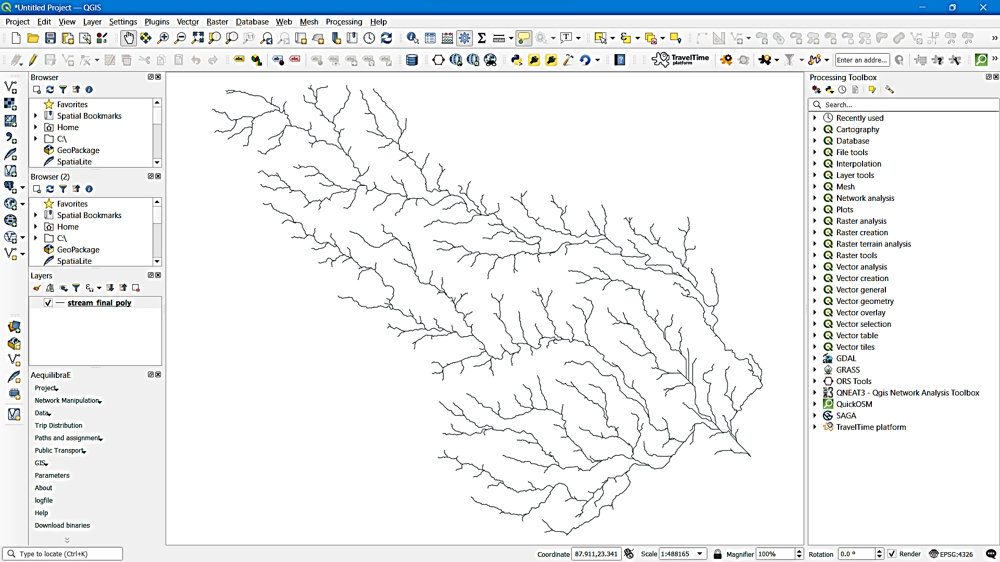 *Untitled Project — QGIS
Project Edit View Layer Settings Plugins Vector Raster Database Web Mesh Processing Help
TravelTime platform
Enter an addre...
Browser
Favorites
Spatial Bookmarks
Home
C:\
GeoPackage
SpatiaLite
Browser (2)
Favorites
Spatial Bookmarks
Home
C:\
GeoPackage
SpatiaLite
Layers
stream_final_poly
AequilibraE
Project
Network Manipulation
Data
Trip Distribution
Paths and assignment
Public Transport
GIS
Parameters
About
logfile
Help
Download binaries
Processing Toolbox
Search...
Recently used
Cartography
Database
File tools
Interpolation
Layer tools
Mesh
Network analysis
Plots
Raster analysis
Raster creation
Raster terrain analysis
Raster tools
Vector analysis
Vector creation
Vector general
Vector geometry
Vector overlay
Vector selection
Vector table
Vector tiles
GDAL
GRASS
ORS Tools
QNEAT3 - Qgis Network Analysis Toolbox
QuickOSM
SAGA
TravelTime platform
Type to locate (Ctrl+K)
Coordinate 87.911,23.341 Scale 1:488165 Magnifier 100% Rotation 0.0 ° Render EPSG:4326